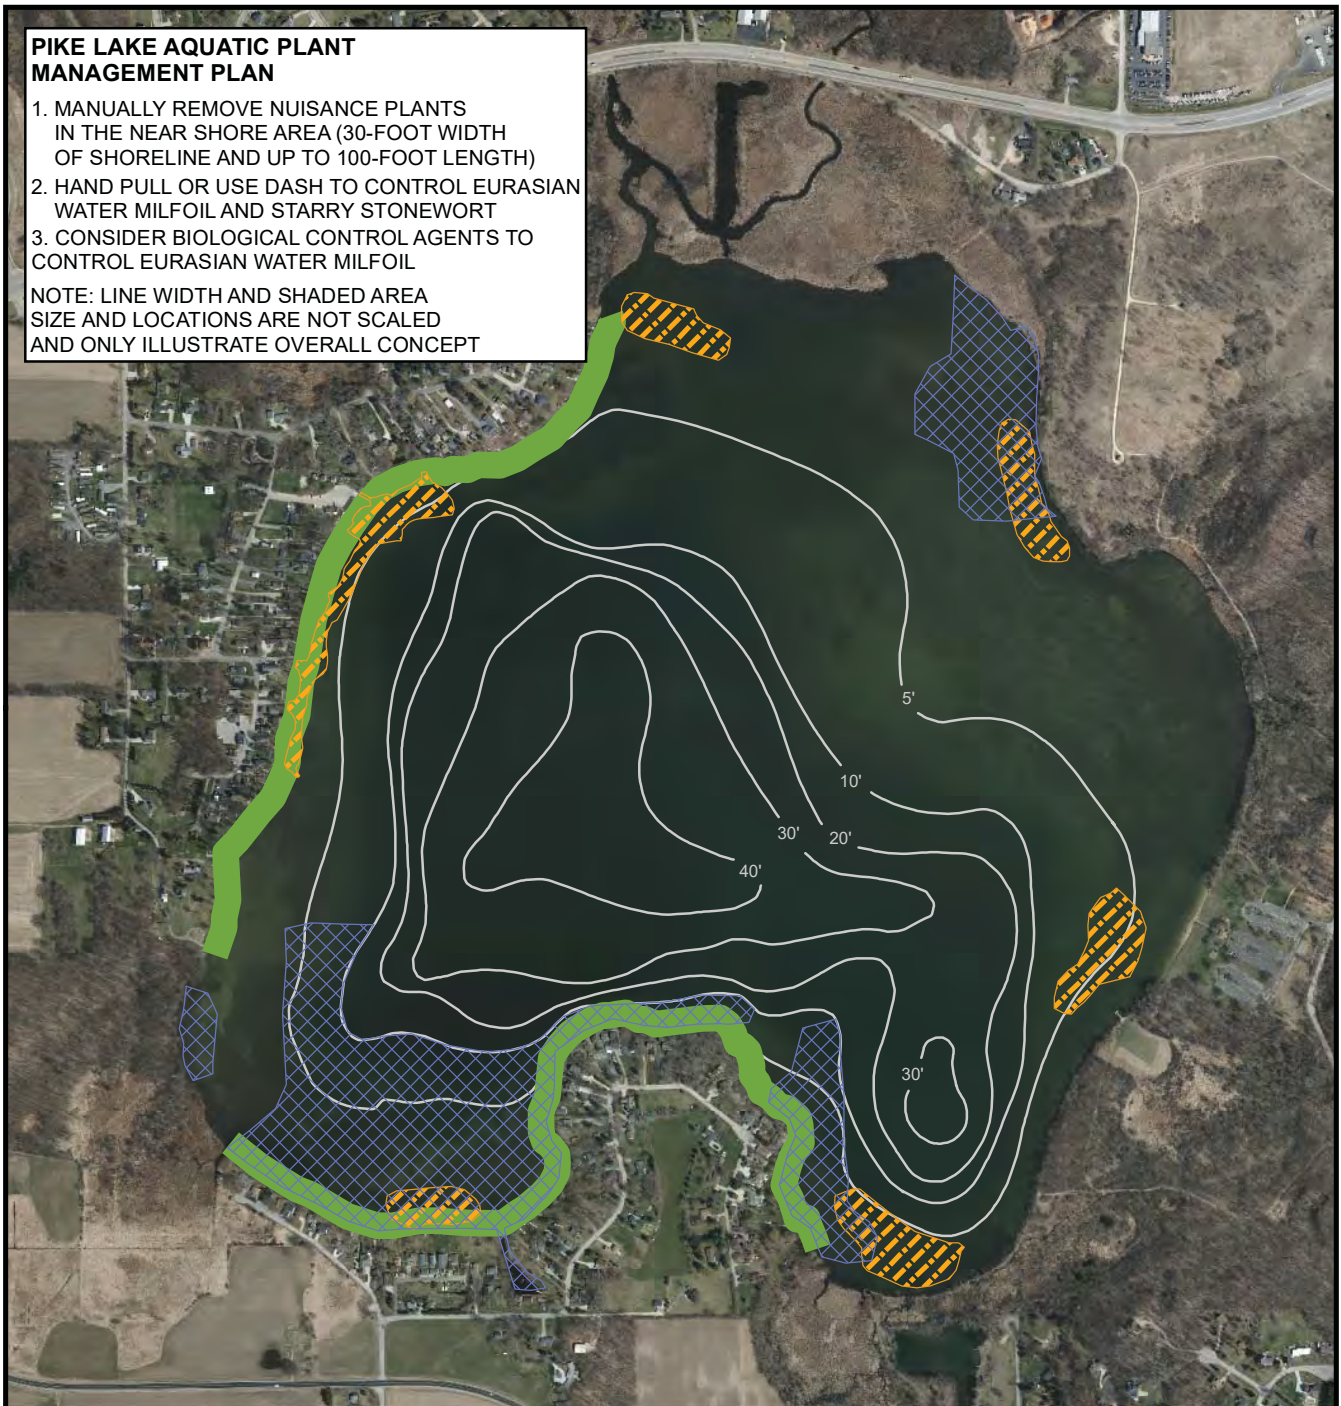 PIKE LAKE AQUATIC PLANT
MANAGEMENT PLAN
1. MANUALLY REMOVE NUISANCE PLANTS
IN THE NEAR SHORE AREA (30-FOOT WIDTH
OF SHORELINE AND UP TO 100-FOOT LENGTH)
2. HAND PULL OR USE DASH TO CONTROL EURASIAN
WATER MILFOIL AND STARRY STONEWORT
3. CONSIDER BIOLOGICAL CONTROL AGENTS TO
CONTROL EURASIAN WATER MILFOIL
NOTE: LINE WIDTH AND SHADED AREA
SIZE AND LOCATIONS ARE NOT SCALED
AND ONLY ILLUSTRATE OVERALL CONCEPT
5'
10'
30'
20'
40'
30'